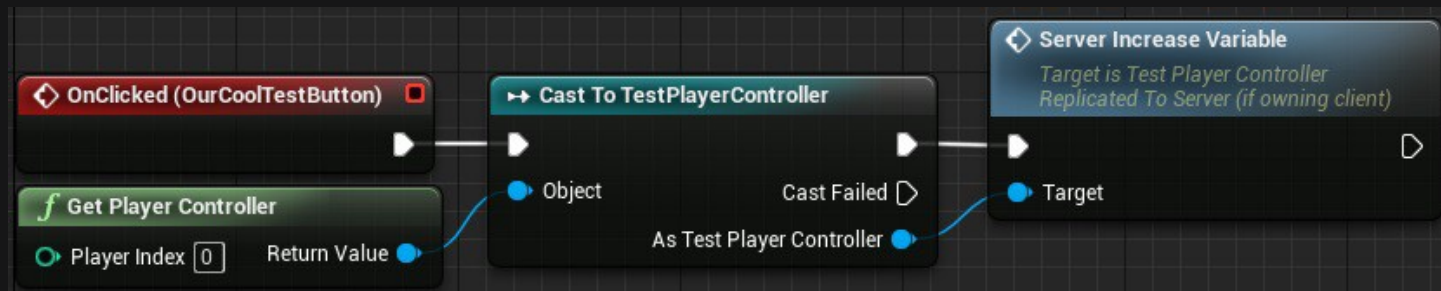 Server Increase Variable
Target is Test Player Controller
Replicated To Server (if owning client)
OnClicked (OurCoolTestButton)
Cast To TestPlayerController
Object
Cast Failed
Target
f Get Player Controller
As Test Player Controller
Player Index 0
Return Value